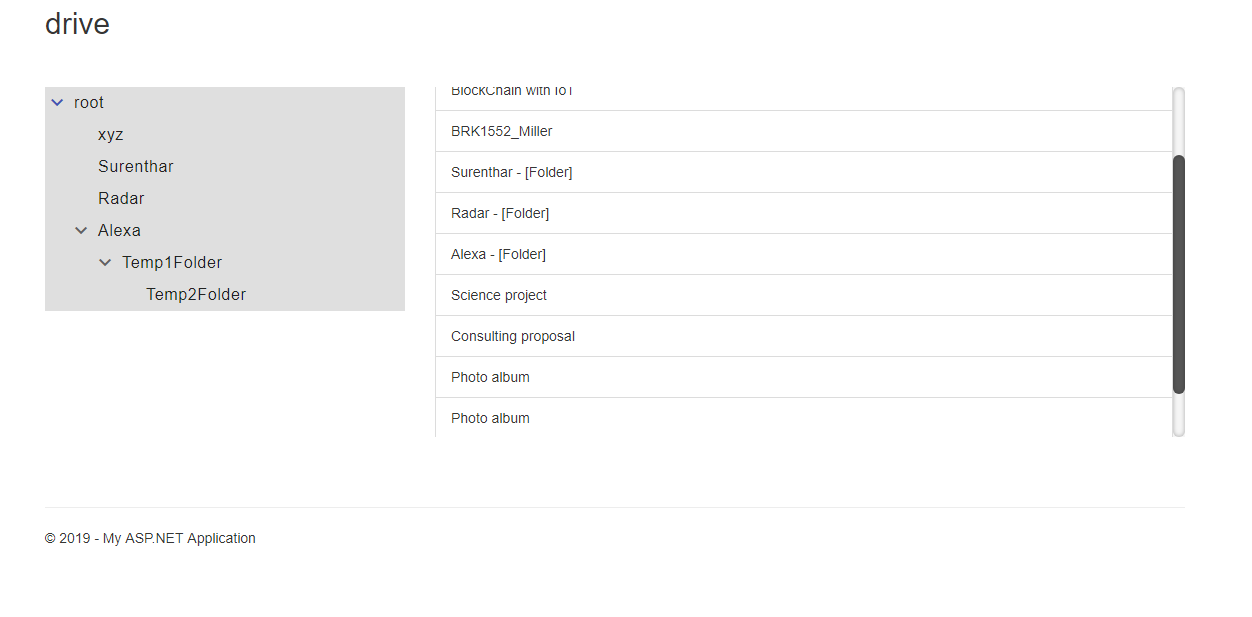 drive
root
xyz
Surenthar
Radar
Alexa
Temp1Folder
Temp2Folder
BlockChain with IoT
BRK1552_Miller
Surenthar - [Folder]
Radar - [Folder]
Alexa - [Folder]
Science project
Consulting proposal
Photo album
Photo album
© 2019 - My ASP.NET Application